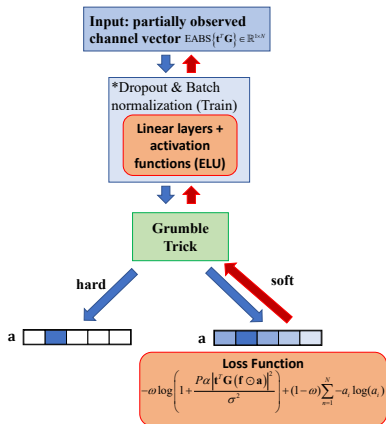 Input: partially observed
channel vector EABS{t^T G} ∈ ℝ^{1×N}
*Dropout & Batch
normalization (Train)
Linear layers +
activation
functions (ELU)
Grumble
Trick
hard
soft
a
a
Loss Function
−ω log(1 + Pα|t^T G(f ⊙ a)|^2 / σ^2) + (1−ω) ∑_{n=1}^{N} −a_i log(a_i)